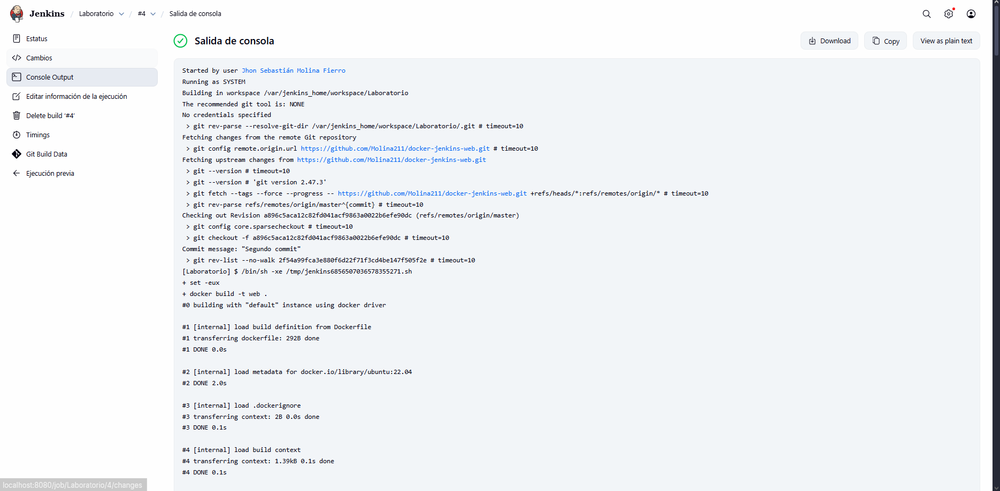 Jenkins / Laboratorio / #4 / Salida de consola
Estatus
Cambios
Console Output
Editar información de la ejecución
Delete build ‘#4’
Timings
Git Build Data
Ejecución previa
Salida de consola
Download
Copy
View as plain text
Started by user Jhon Sebastián Molina Fierro
Running as SYSTEM
Building in workspace /var/jenkins_home/workspace/Laboratorio
The recommended git tool is: NONE
No credentials specified
 > git rev-parse --resolve-git-dir /var/jenkins_home/workspace/Laboratorio/.git # timeout=10
Fetching changes from the remote Git repository
 > git config remote.origin.url https://github.com/Molina211/docker-jenkins-web.git # timeout=10
Fetching upstream changes from https://github.com/Molina211/docker-jenkins-web.git
 > git --version # timeout=10
 > git --version # 'git version 2.47.3'
 > git fetch --tags --force --progress -- https://github.com/Molina211/docker-jenkins-web.git +refs/heads/*:refs/remotes/origin/* # timeout=10
 > git rev-parse refs/remotes/origin/master^{commit} # timeout=10
Checking out Revision a896c5aca12c82fd041acf9863a0022b6efe90dc (refs/remotes/origin/master)
 > git config core.sparsecheckout # timeout=10
 > git checkout -f a896c5aca12c82fd041acf9863a0022b6efe90dc # timeout=10
Commit message: "Segundo commit"
 > git rev-list --no-walk 2f54a99fca3e880f6d22f71f3cd4be147f505f2e # timeout=10
[Laboratorio] $ /bin/sh -xe /tmp/jenkins6856507036578355271.sh
+ set -eux
+ docker build -t web .
#0 building with "default" instance using docker driver
#1 [internal] load build definition from Dockerfile
#1 transferring dockerfile: 292B done
#1 DONE 0.0s
#2 [internal] load metadata for docker.io/library/ubuntu:22.04
#2 DONE 2.0s
#3 [internal] load .dockerignore
#3 transferring context: 2B 0.0s done
#3 DONE 0.1s
#4 [internal] load build context
#4 transferring context: 1.39kB 0.1s done
#4 DONE 0.1s
localhost:8080/job/Laboratorio/4/changes